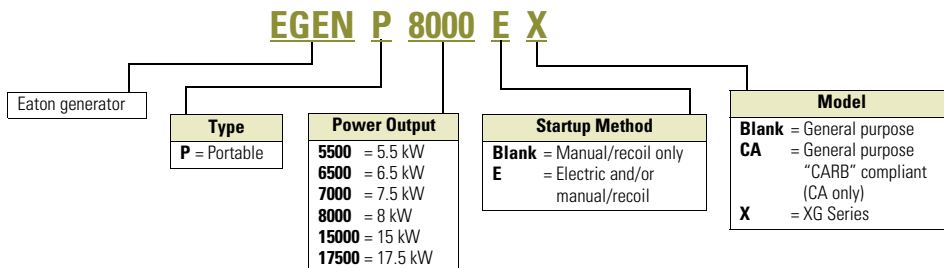 EGEN P 8000 E X
Eaton generator
Type
P = Portable
Power Output
5500 = 5.5 kW
6500 = 6.5 kW
7000 = 7.5 kW
8000 = 8 kW
15000 = 15 kW
17500 = 17.5 kW
Startup Method
Blank = Manual/recoil only
E = Electric and/or
manual/recoil
Model
Blank = General purpose
CA = General purpose
“CARB” compliant
(CA only)
X = XG Series